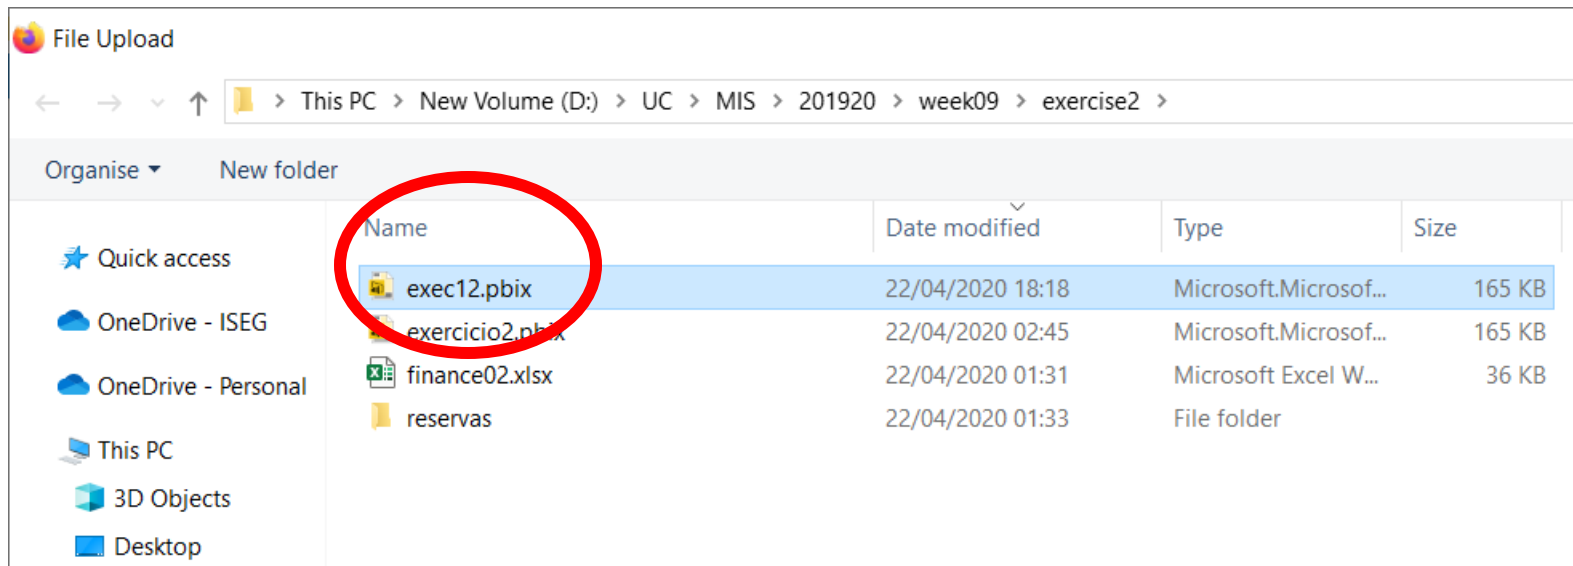 File Upload
This PC > New Volume (D:) > UC > MIS > 201920 > week09 > exercise2 >
Organise New folder
Name Date modified Type Size
Quick access
exec12.pbix 22/04/2020 18:18 Microsoft.Microsof... 165 KB
OneDrive - ISEG
exercicio2.pbix 22/04/2020 02:45 Microsoft.Microsof... 165 KB
finance02.xlsx 22/04/2020 01:31 Microsoft Excel W... 36 KB
OneDrive - Personal
reservas 22/04/2020 01:33 File folder
This PC
3D Objects
Desktop